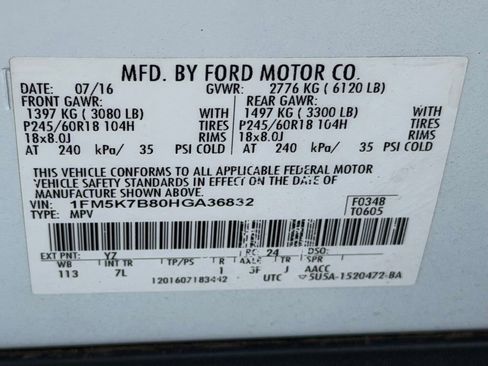 MFD. BY FORD MOTOR CO.
DATE: 07/16 GVWR: 2776 KG ( 6120 LB)
FRONT GAWR: REAR GAWR:
1397 KG ( 3080 LB) WITH 1497 KG ( 3300 LB) WITH
P245/60R18 104H TIRES P245/60R18 104H TIRES
18x8.0J RIMS 18x8.0J RIMS
AT 240 kPa/ 35 PSI COLD AT 240 kPa/ 35 PSI COLD
THIS VEHICLE CONFORMS TO ALL APPLICABLE FEDERAL MOTOR
VEHICLE SAFETY STANDARDS IN EFFECT ON THE DATE OF
MANUFACTURE SHOWN ABOVE.
VIN: 1FM5K7B80HGA36832 F0348
TYPE: MPV T0605
EXT PNT: YZ RC: 24 DSO:
WB INT TR TP/PS R AXLE TR SPR
113 7L 1 3F J AACC
1201607183442 UTC 5U5A-1520472-BA